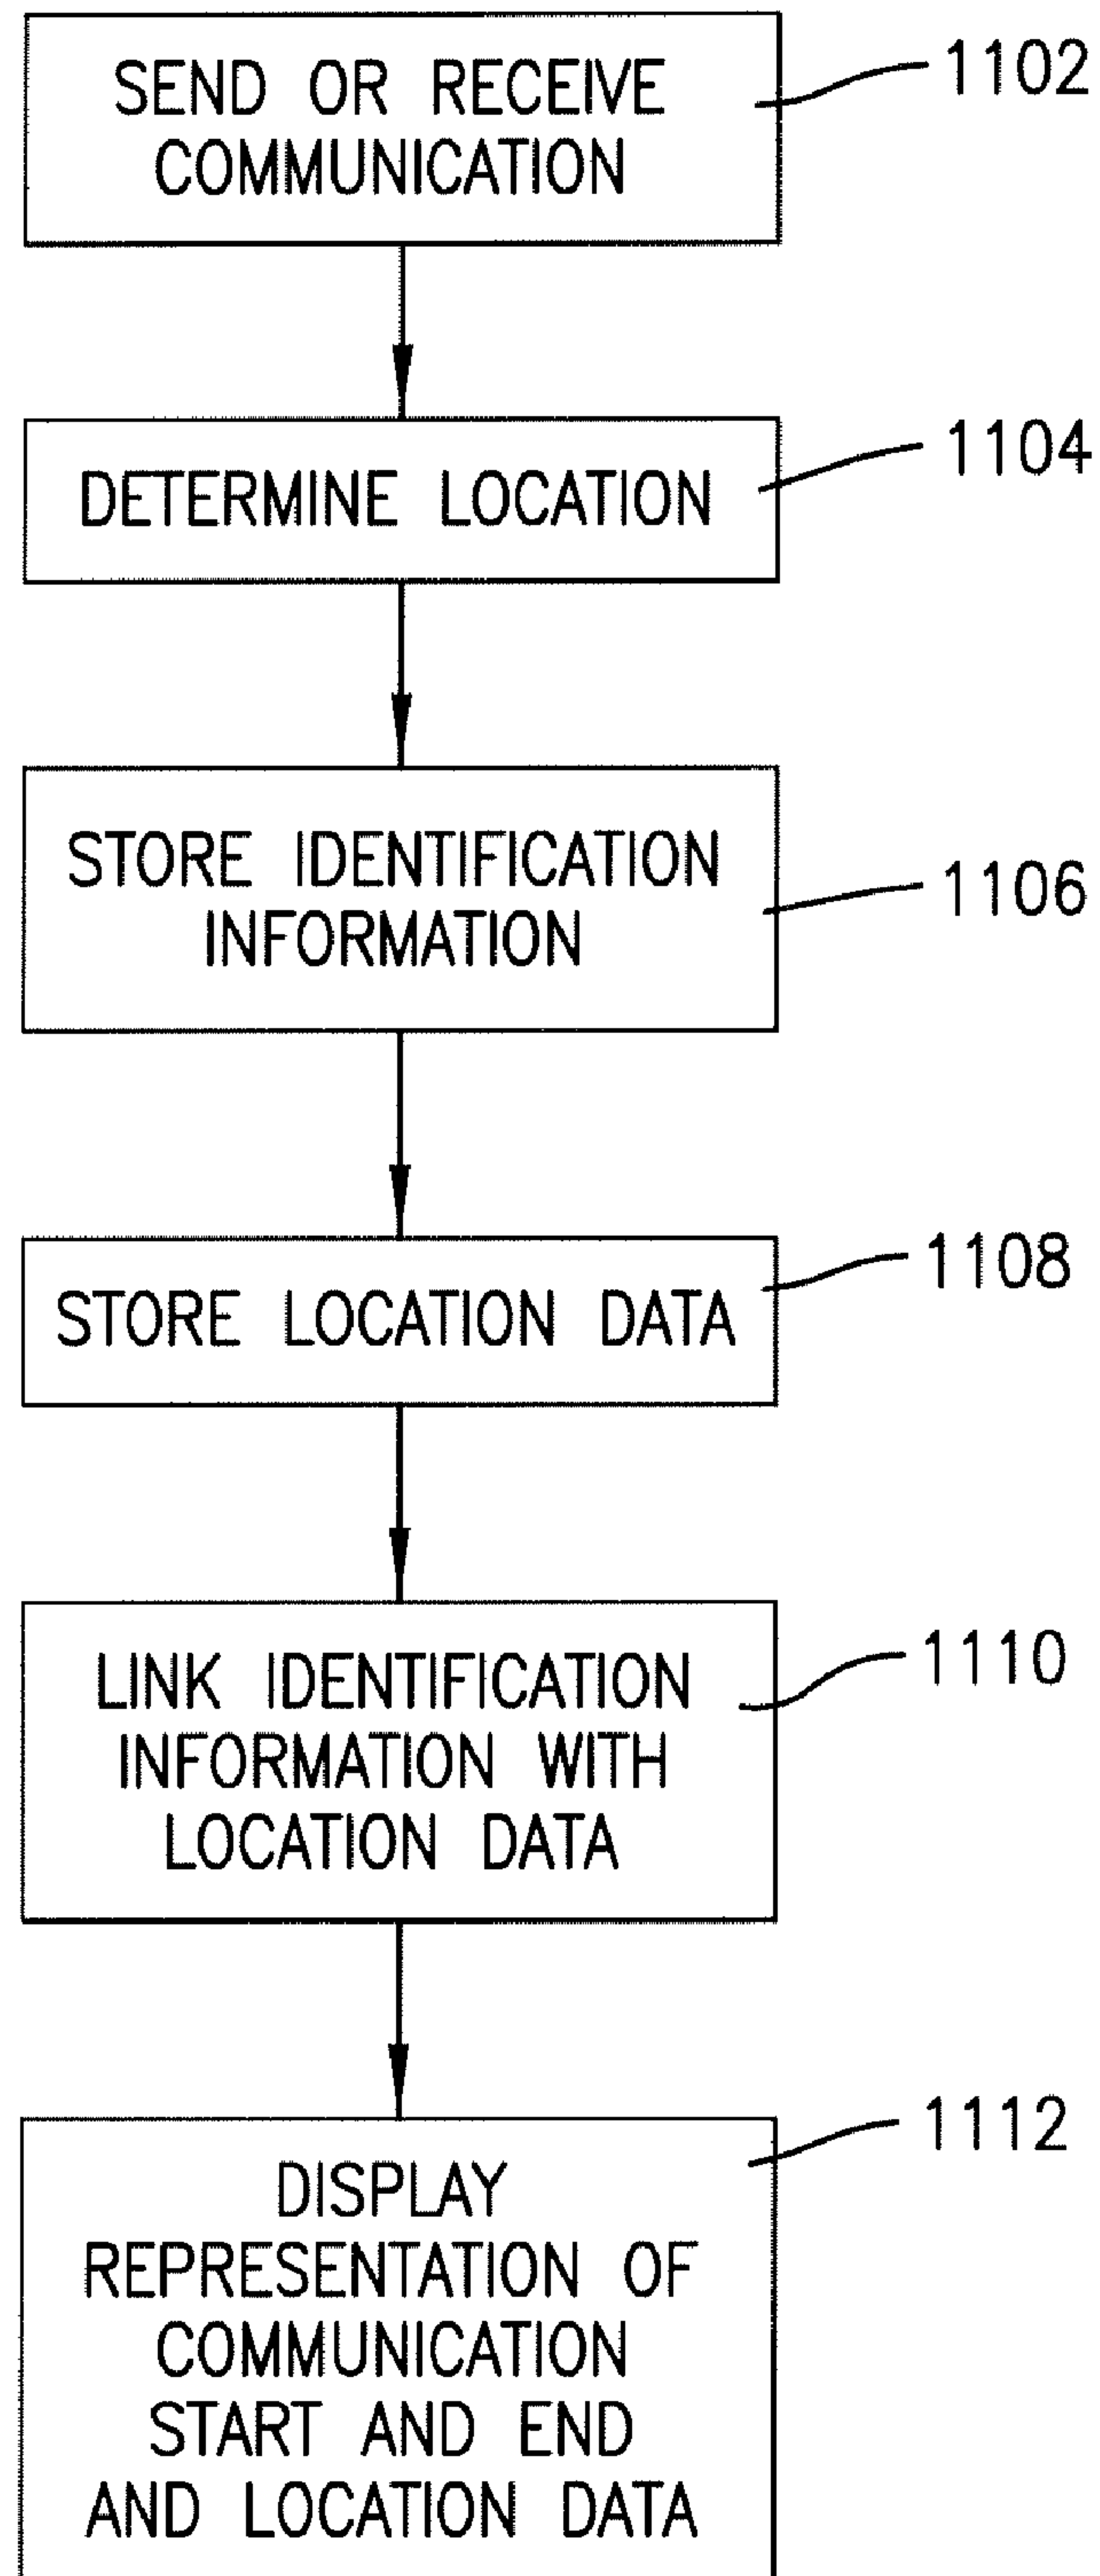 SEND OR RECEIVE
COMMUNICATION
1102
DETERMINE LOCATION
1104
STORE IDENTIFICATION
INFORMATION
1106
STORE LOCATION DATA
1108
LINK IDENTIFICATION
INFORMATION WITH
LOCATION DATA
1110
DISPLAY
REPRESENTATION OF
COMMUNICATION
START AND END
AND LOCATION DATA
1112